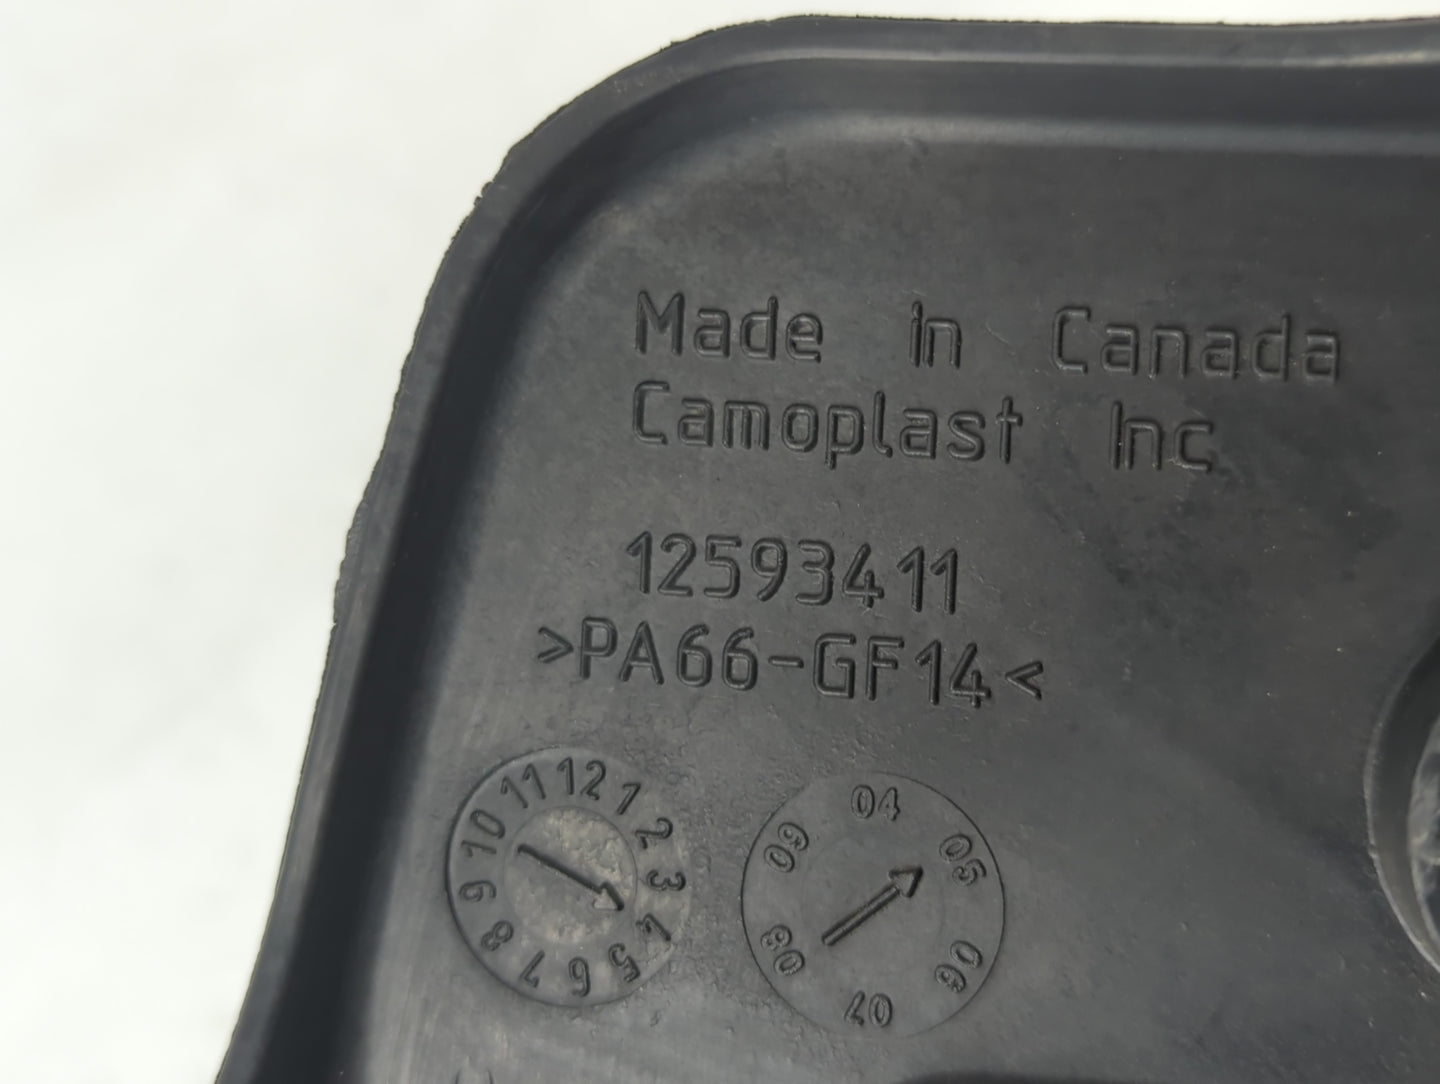 Made in Canada
Camoplast Inc
12593411
>PA66-GF14<
12 1 2 3 4 5 6 7 8 9 10 11
04 05 06 07 08 09